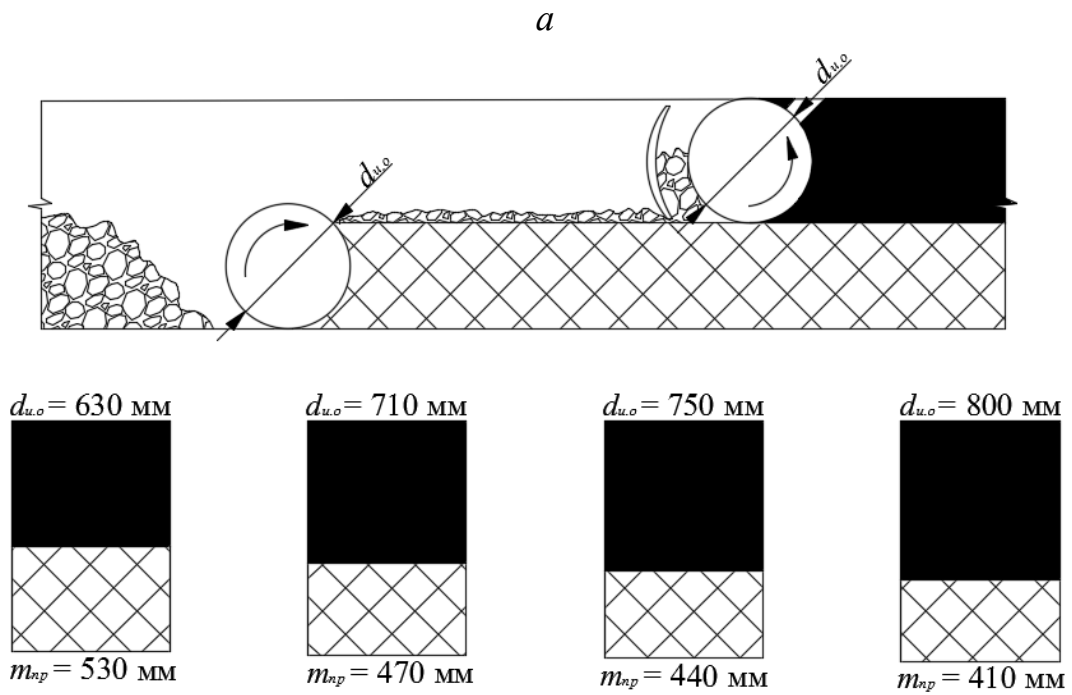 а
dи.о
dи.о
dи.о = 630 мм
dи.о = 710 мм
dи.о = 750 мм
dи.о = 800 мм
mпр = 530 мм
mпр = 470 мм
mпр = 440 мм
mпр = 410 мм